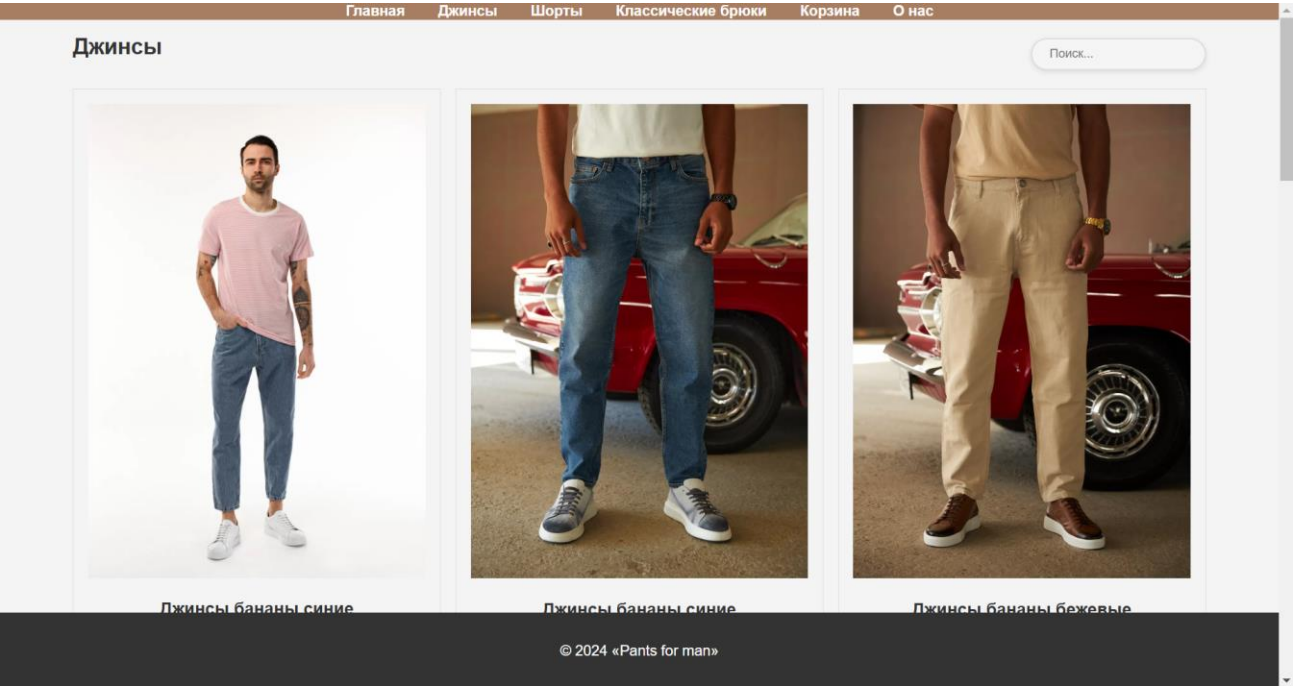 Главная Джинсы Шорты Классические брюки Корзина О нас
Джинсы
Поиск...
Джинсы бананы синие Джинсы бананы синие Джинсы бананы бежевые
© 2024 «Pants for man»